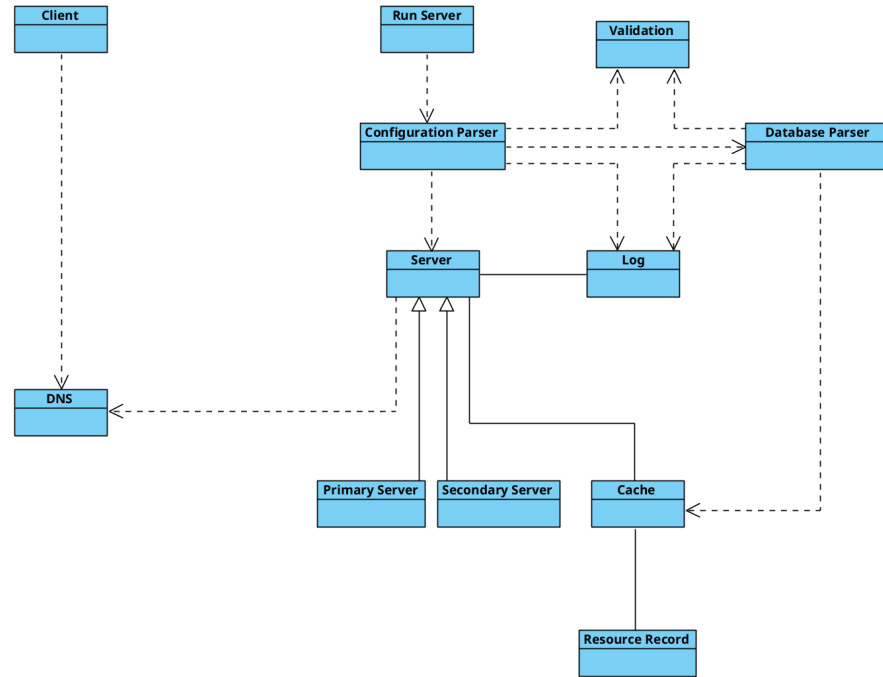 Client
Run Server
Validation
Configuration Parser
Database Parser
Server
Log
DNS
Primary Server
Secondary Server
Cache
Resource Record